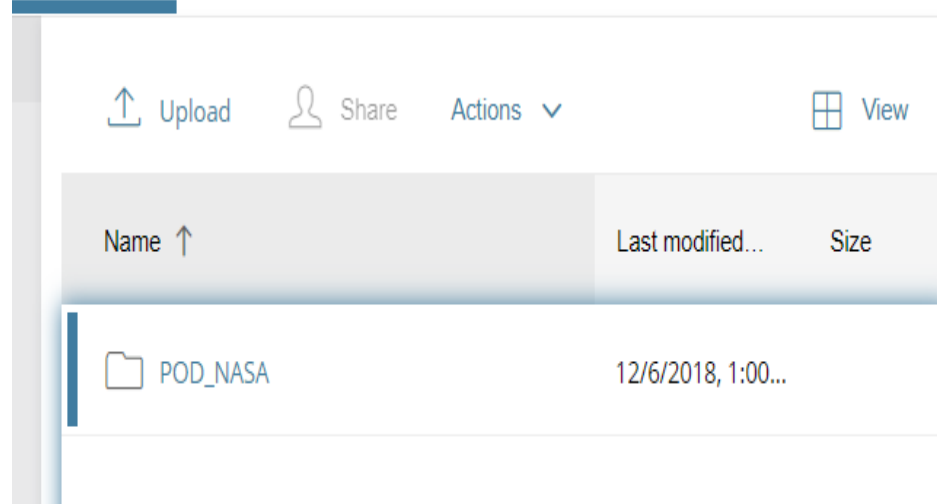 Upload Share Actions View
Name Last modified... Size
POD_NASA 12/6/2018, 1:00...